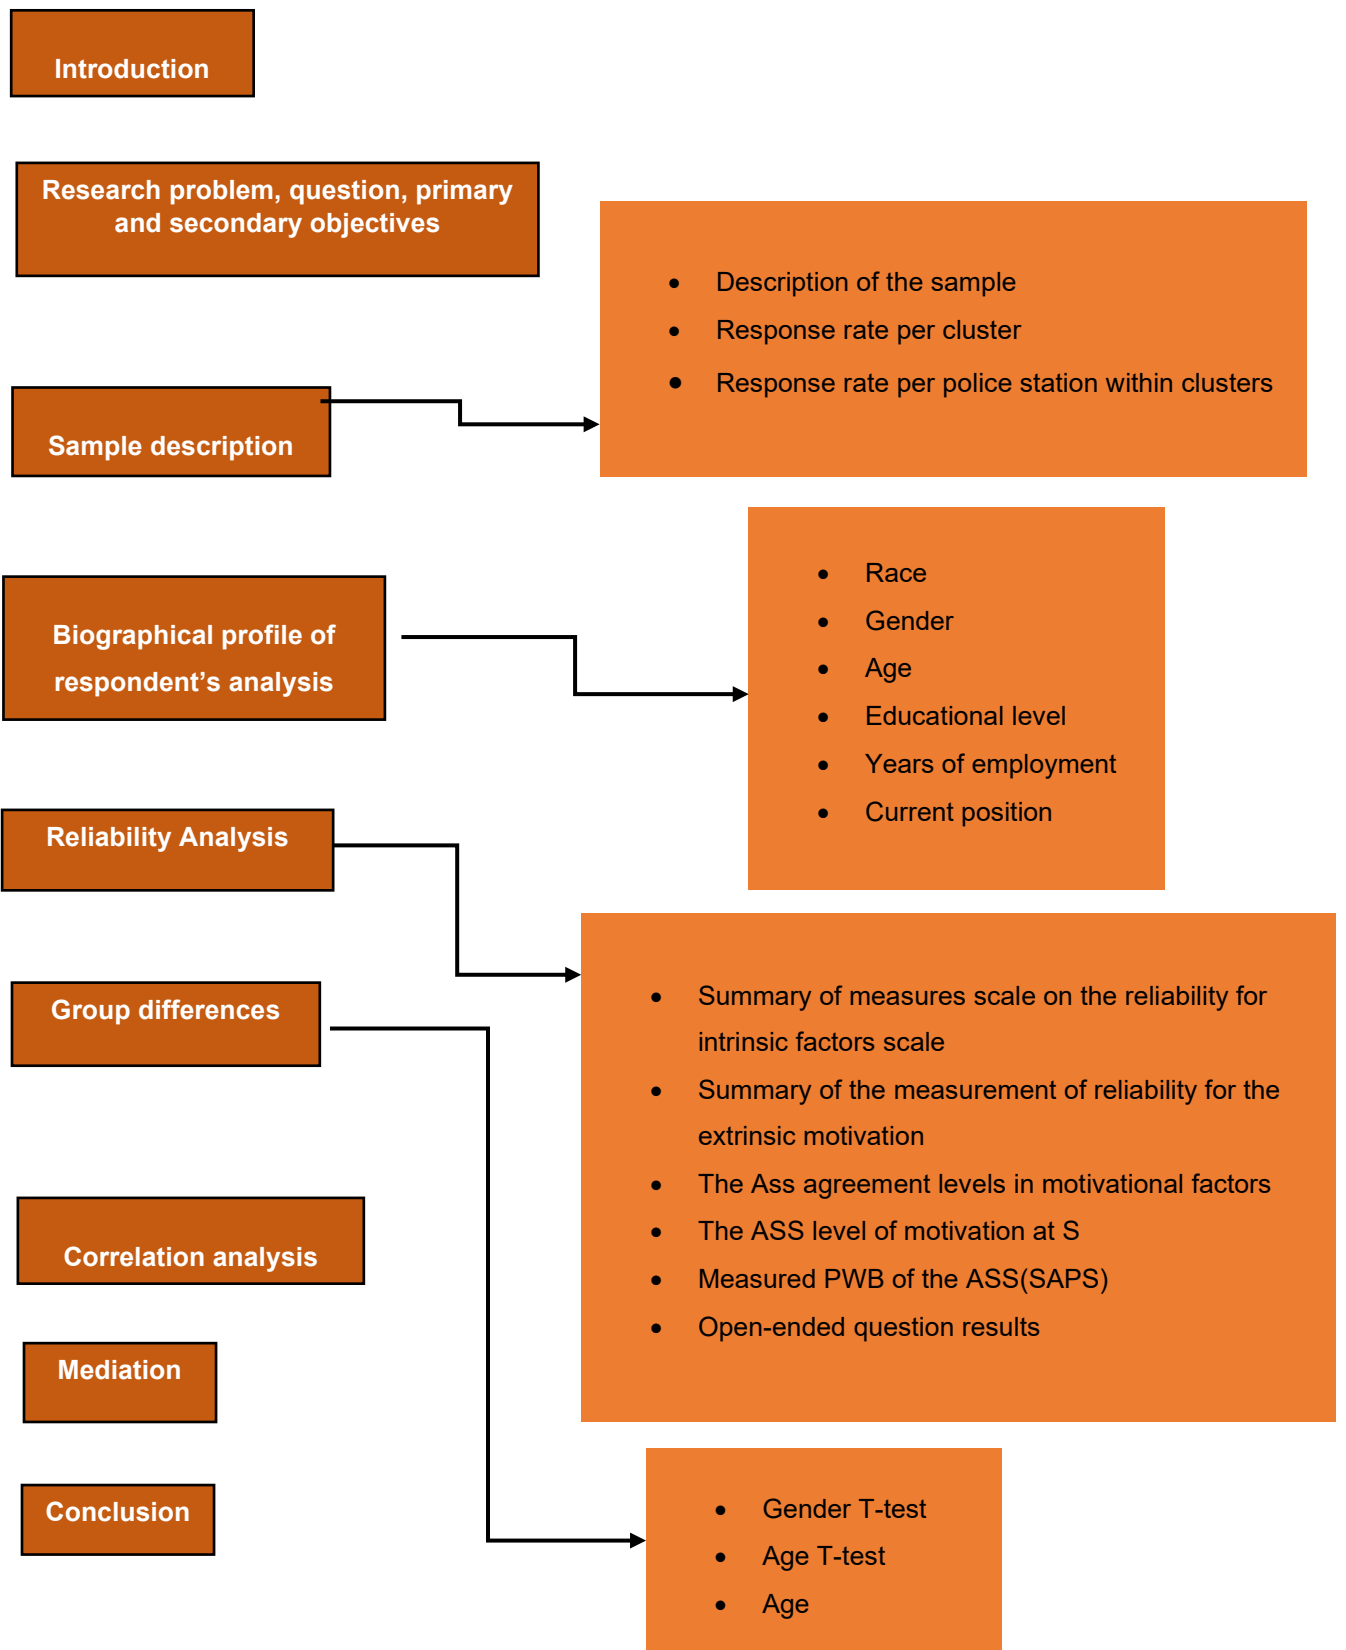 Introduction
Research problem, question, primary
and secondary objectives
• Description of the sample
• Response rate per cluster
• Response rate per police station within clusters
Sample description
Biographical profile of
respondent’s analysis
• Race
• Gender
• Age
• Educational level
• Years of employment
• Current position
Reliability Analysis
• Summary of measures scale on the reliability for
intrinsic factors scale
• Summary of the measurement of reliability for the
extrinsic motivation
• The Ass agreement levels in motivational factors
• The ASS level of motivation at S
• Measured PWB of the ASS(SAPS)
• Open-ended question results
Group differences
• Gender T-test
• Age T-test
• Age
Correlation analysis
Mediation
Conclusion